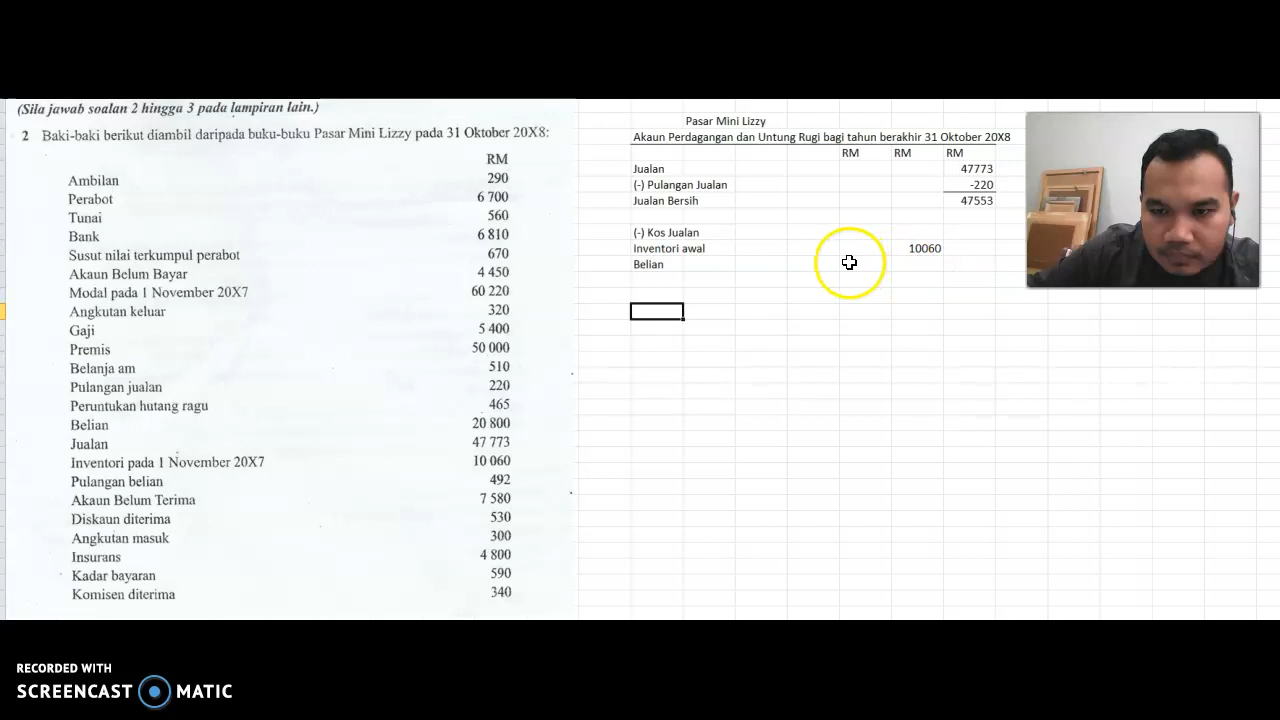 (Sila jawab soalan 2 hingga 3 pada lampiran lain.)
2 Baki-baki berikut diambil daripada buku-buku Pasar Mini Lizzy pada 31 Oktober 20X8:
RM
Ambilan 290
Perabot 6 700
Tunai 560
Bank 6 810
Susut nilai terkumpul perabot 670
Akaun Belum Bayar 4 450
Modal pada 1 November 20X7 60 220
Angkutan keluar 320
Gaji 5 400
Premis 50 000
Belanja am 510
Pulangan jualan 220
Peruntukan hutang ragu 465
Belian 20 800
Jualan 47 773
Inventori pada 1 November 20X7 10 060
Pulangan belian 492
Akaun Belum Terima 7 580
Diskaun diterima 530
Angkutan masuk 300
Insurans 4 800
Kadar bayaran 590
Komisen diterima 340
Pasar Mini Lizzy
Akaun Perdagangan dan Untung Rugi bagi tahun berakhir 31 Oktober 20X8
RM RM RM
Jualan 47773
(-) Pulangan Jualan -220
Jualan Bersih 47553
(-) Kos Jualan
Inventori awal 10060
Belian
RECORDED WITH
SCREENCAST MATIC